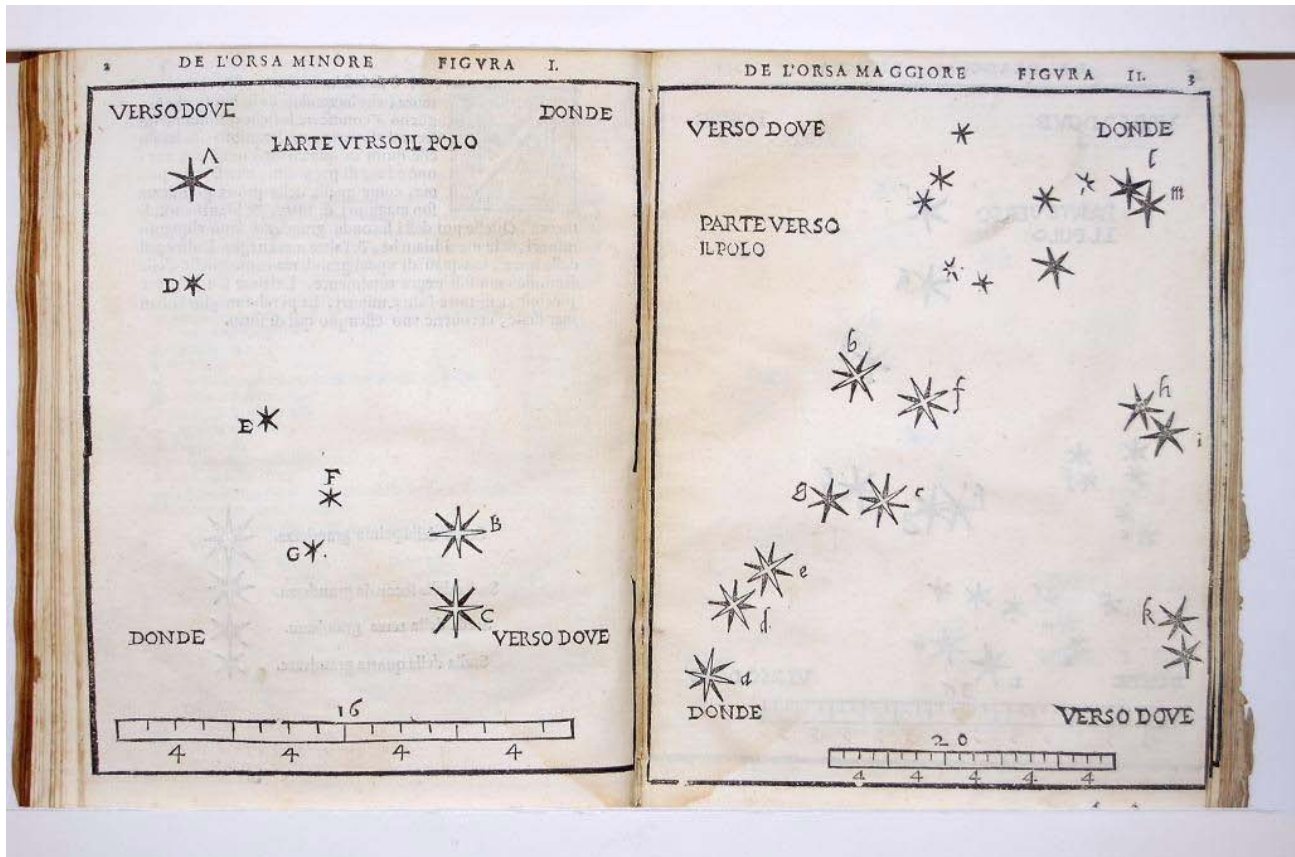 2 DE L'ORSA MINORE FIGVRA I.
VERSO DOVE DONDE
PARTE VERSO IL POLO
A
D
E
F
B
G
C
DONDE VERSO DOVE
16
4 4 4 4
DE L'ORSA MAGGIORE FIGVRA II. 3
VERSO DOVE DONDE
l
m
PARTE VERSO
IL POLO
b
f
h
i
g c
e
d
k
a
DONDE
VERSO DOVE
20
4 4 4 4 4